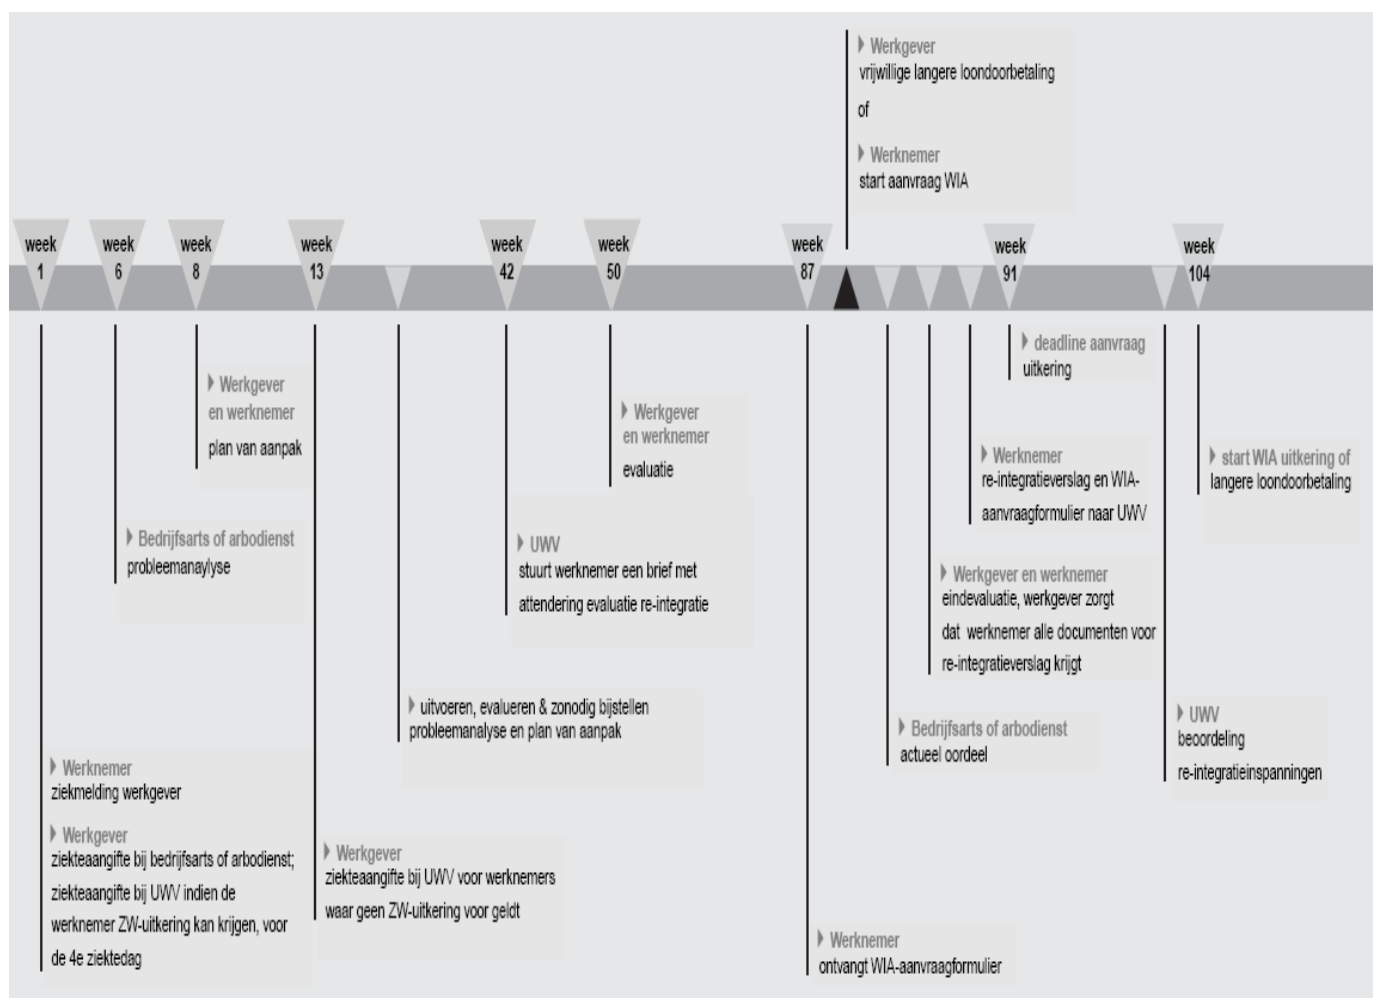 Werkgever
vrijwillige langere loondoorbetaling
of
Werknemer
start aanvraag WIA
week
1
week
6
week
8
week
13
week
42
week
50
week
87
week
91
week
104
Werknemer
ziekmelding werkgever
Werkgever
ziekteaangifte bij bedrijfsarts of arbodienst;
ziekteaangifte bij UWV indien de
werknemer ZW-uitkering kan krijgen, voor
de 4e ziektedag
Bedrijfsarts of arbodienst
probleemanaylyse
Werkgever
en werknemer
plan van aanpak
Werkgever
ziekteaangifte bij UWV voor werknemers
waar geen ZW-uitkering voor geldt
uitvoeren, evalueren & zonodig bijstellen
probleemanalyse en plan van aanpak
UWV
stuurt werknemer een brief met
attendering evaluatie re-integratie
Werkgever
en werknemer
evaluatie
Werknemer
ontvangt WIA-aanvraagformulier
Bedrijfsarts of arbodienst
actueel oordeel
Werkgever en werknemer
eindevaluatie, werkgever zorgt
dat werknemer alle documenten voor
re-integratieverslag krijgt
Werknemer
re-integratieverslag en WIA-
aanvraagformulier naar UWV
deadline aanvraag
uitkering
UWV
beoordeling
re-integratieinspanningen
start WIA uitkering of
langere loondoorbetaling